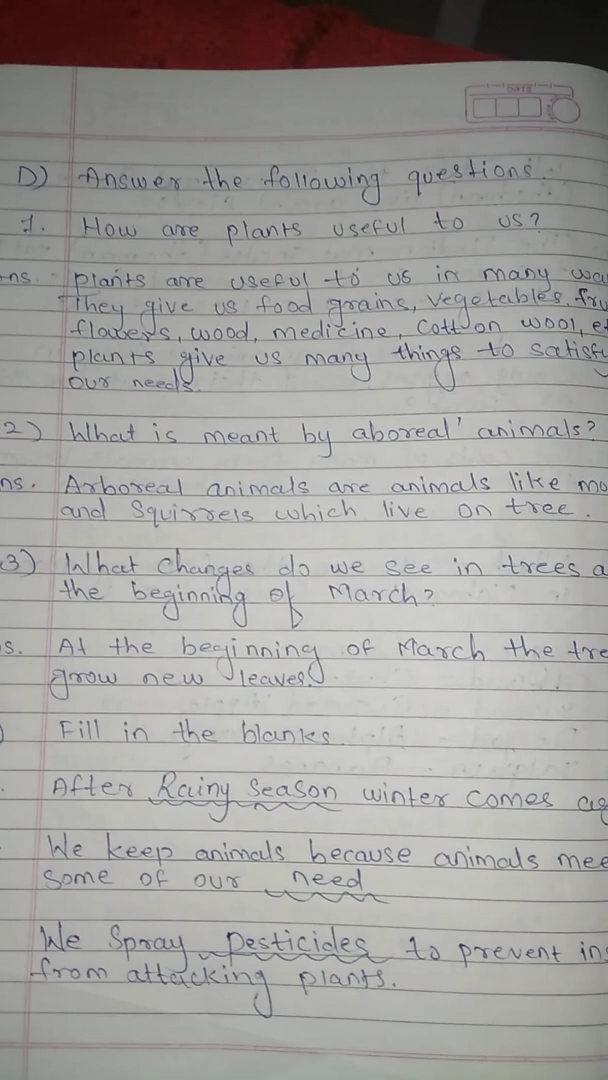 DATE
D) Answer the following questions.
1. How are plants useful to us?
ns. plants are useful to us in many wa
They give us food grains, vegetables, fru
flowers, wood, medicine, cotton wool, et
plants give us many things to satisfy
our needs.
2) What is meant by aboreal' animals?
ns. Arboreal animals are animals like mo
and squirrels which live on tree.
3) What changes do we see in trees a
the beginning of March?
s. At the beginning of March the tre
grow new leaves.
) Fill in the blanks.
. After Rainy season winter comes ag
We keep animals because animals mee
some of our need
We spray pesticides to prevent ins
from attacking plants.